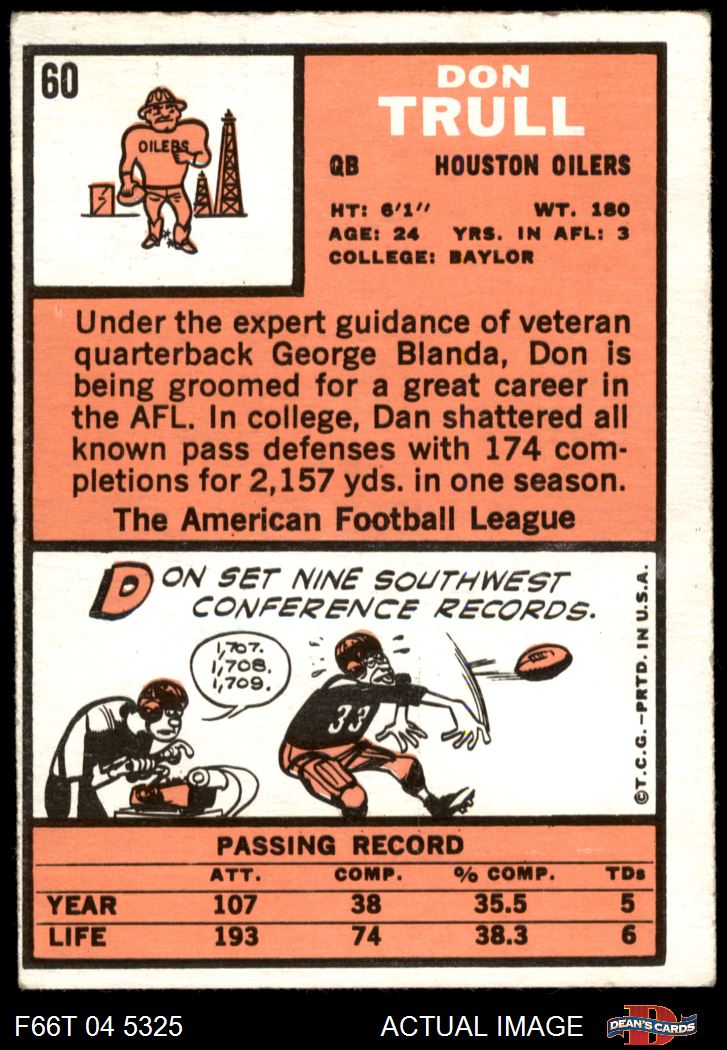 60
OILERS
DON
TRULL
QB HOUSTON OILERS
HT: 6'1" WT. 180
AGE: 24 YRS. IN AFL: 3
COLLEGE: BAYLOR
Under the expert guidance of veteran
quarterback George Blanda, Don is
being groomed for a great career in
the AFL. In college, Dan shattered all
known pass defenses with 174 com-
pletions for 2,157 yds. in one season.
The American Football League
DON SET NINE SOUTHWEST
CONFERENCE RECORDS.
1,707.
1,708.
1,709.
33
©T.C.G.–PRTD. IN U.S.A.
PASSING RECORD
ATT. COMP. % COMP. TDs
YEAR 107 38 35.5 5
LIFE 193 74 38.3 6
F66T 04 5325 ACTUAL IMAGE DEAN'S CARDS